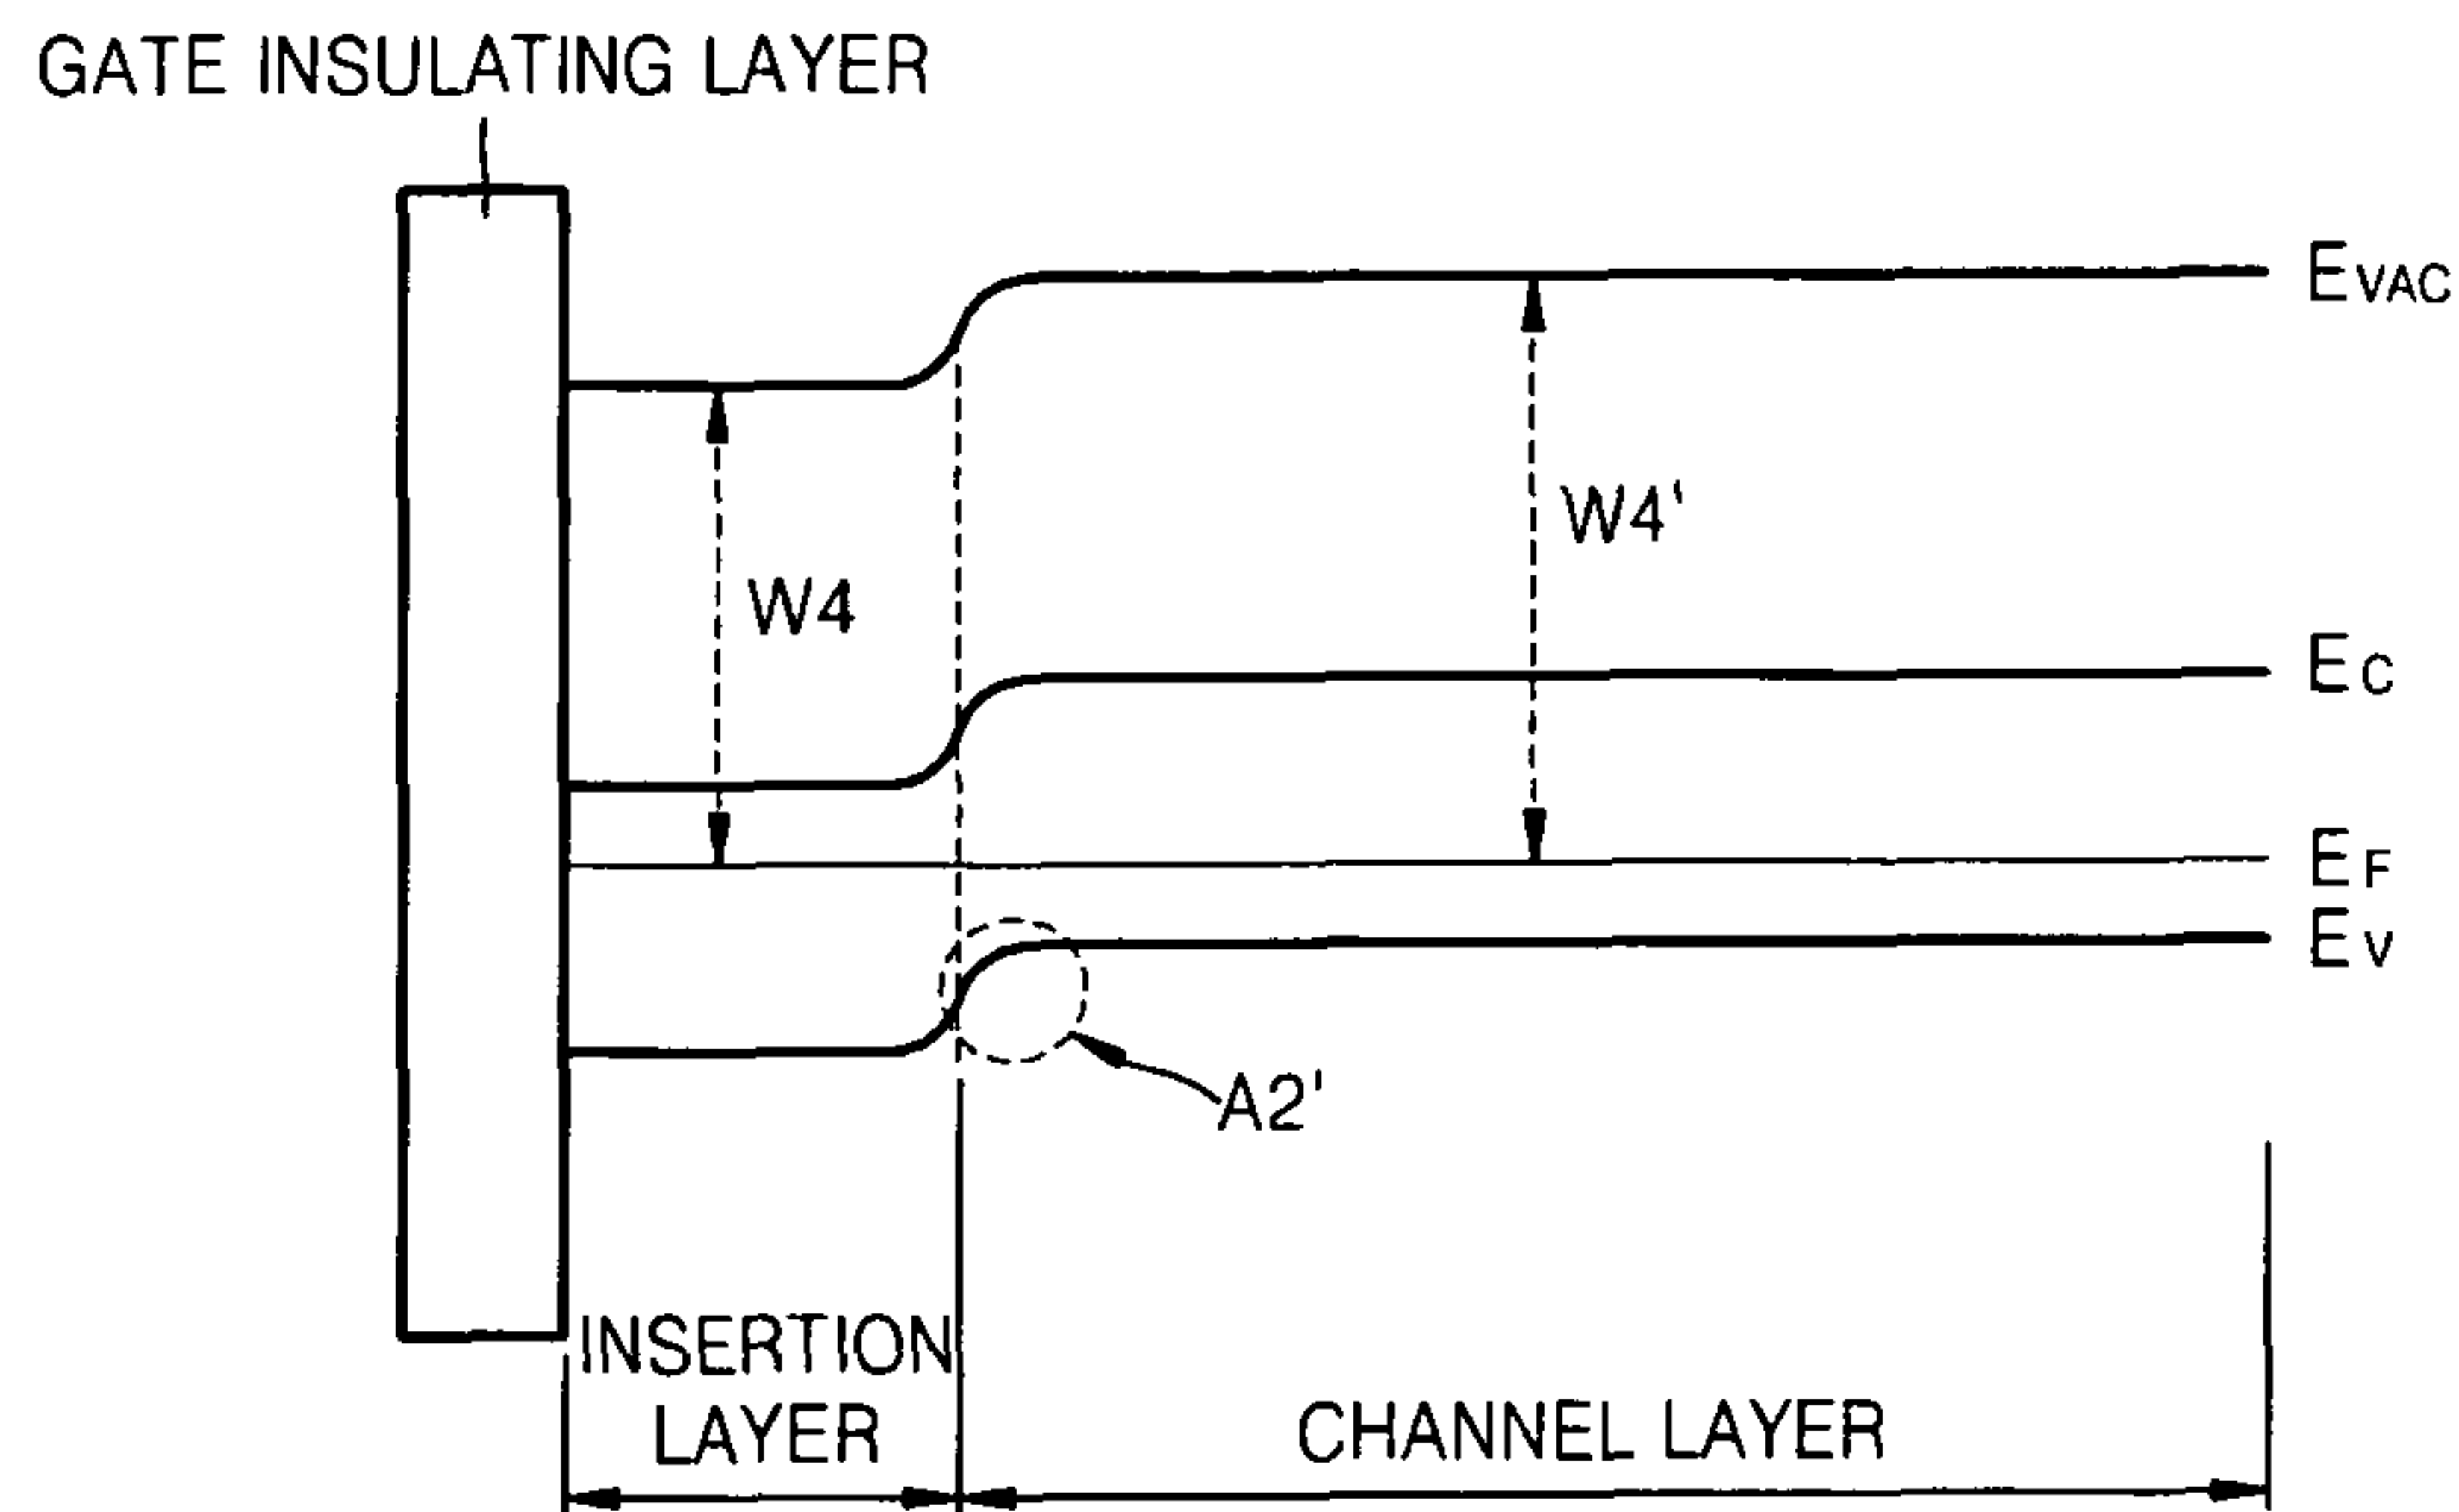 GATE INSULATING LAYER
EVAC
W4'
W4
EC
EF
EV
A2'
INSERTION
LAYER
CHANNEL LAYER